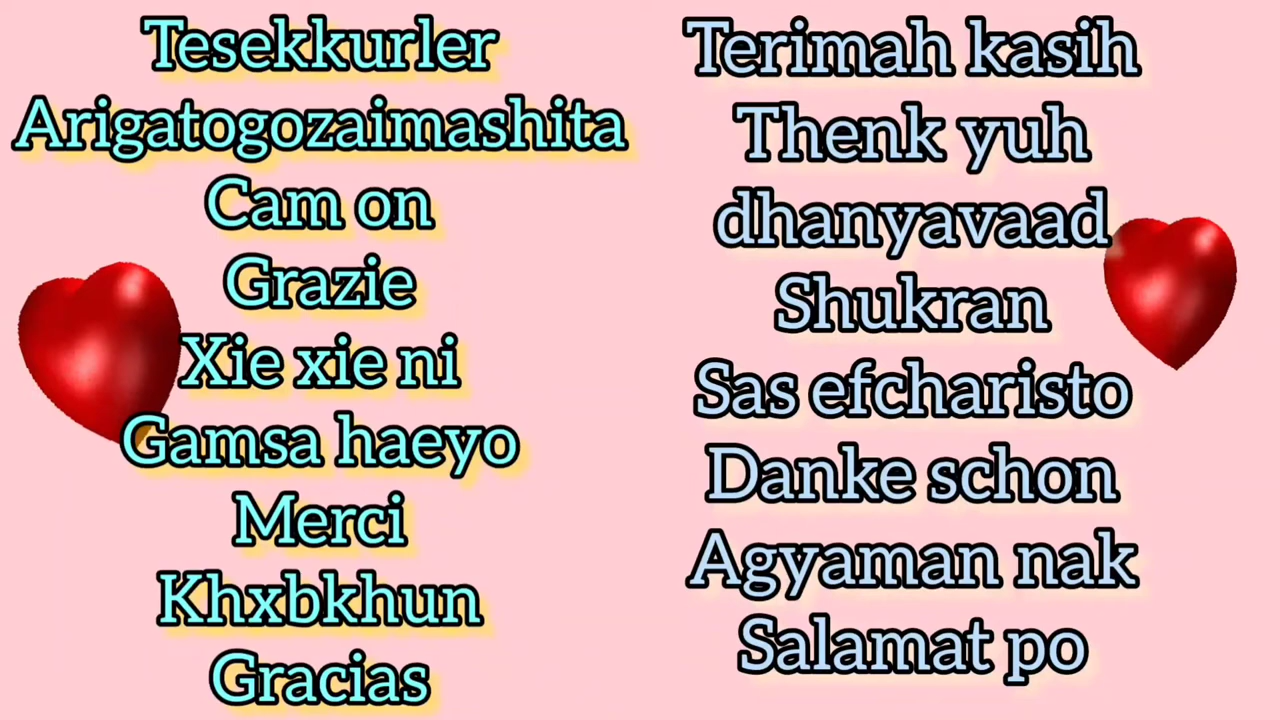 Tesekkurler
Arigatogozaimashita
Cam on
Grazie
Xie xie ni
Gamsa haeyo
Merci
Khxbkhun
Gracias
Terimah kasih
Thenk yuh
dhanyavaad
Shukran
Sas efcharisto
Danke schon
Agyaman nak
Salamat po